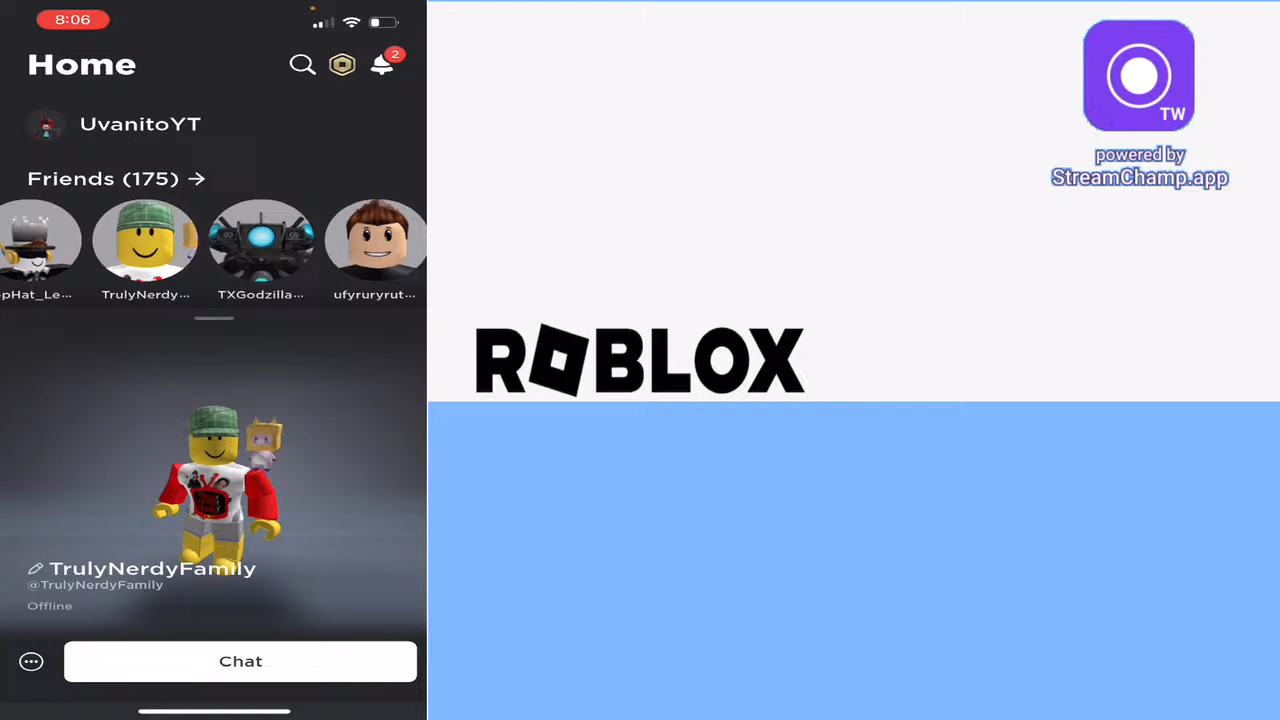 8:06
Home
2
UvanitoYT
Friends (175) →
pHat_Le...
TrulyNerdy...
TXGodzilla...
ufyruryrut...
TrulyNerdyFamily
@TrulyNerdyFamily
Offline
Chat
TW
powered by
StreamChamp.app
ROBLOX